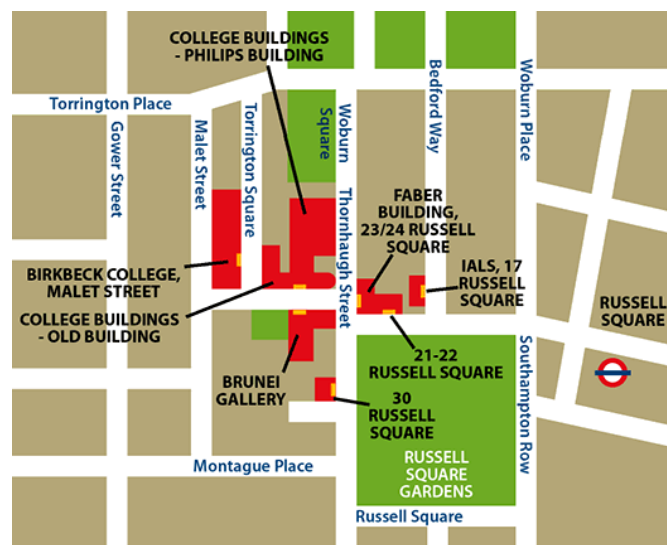 COLLEGE BUILDINGS
- PHILIPS BUILDING
Torrington Place
Gower Street
Malet Street
Torrington Square
Woburn
Square
Bedford Way
Woburn Place
Thornhaugh Street
FABER
BUILDING,
23/24 RUSSELL
SQUARE
BIRKBECK COLLEGE,
MALET STREET
IALS, 17
RUSSELL
SQUARE
RUSSELL
SQUARE
COLLEGE BUILDINGS
- OLD BUILDING
21-22
RUSSELL SQUARE
BRUNEI
GALLERY
30
RUSSELL
SQUARE
Southampton Row
Montague Place
RUSSELL
SQUARE
GARDENS
Russell Square